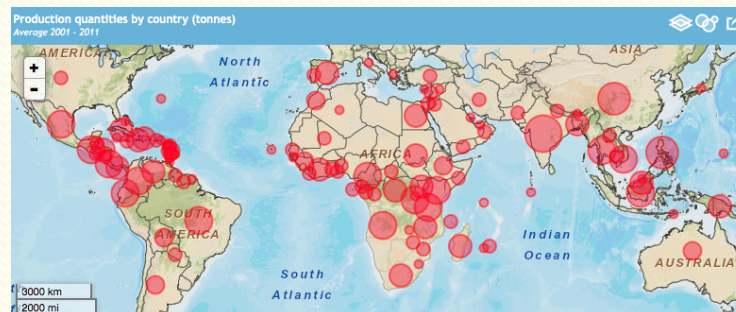 Production quantities by country (tonnes)
Average 2001 - 2011
AMERICA
ASIA
+
-
North
Atlantic
AFRICA
SOUTH
AMERICA
Indian
Ocean
South
Atlantic
AUSTRALIA
3000 km
2000 mi